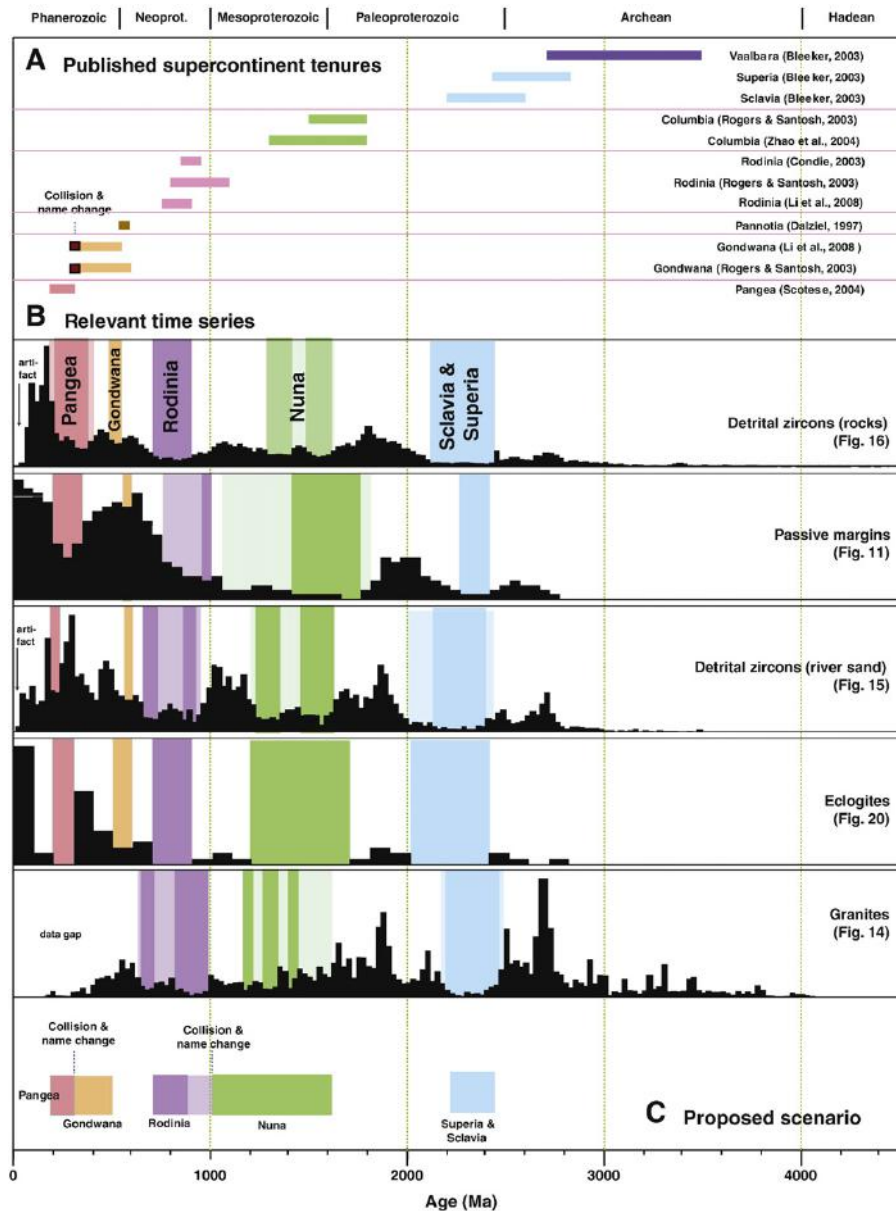 Phanerozoic | Neoprot. | Mesoproterozoic | Paleoproterozoic | Archean | Hadean
A Published supercontinent tenures
Vaalbara (Bleeker, 2003)
Superia (Bleeker, 2003)
Sclavia (Bleeker, 2003)
Columbia (Rogers & Santosh, 2003)
Columbia (Zhao et al., 2004)
Rodinia (Condie, 2003)
Rodinia (Rogers & Santosh, 2003)
Collision &
name change
Rodinia (Li et al., 2008)
Pannotia (Dalziel, 1997)
Gondwana (Li et al., 2008 )
Gondwana (Rogers & Santosh, 2003)
Pangea (Scotese, 2004)
B Relevant time series
arti-
fact
Pangea
Gondwana
Rodinia
Nuna
Sclavia &
Superia
Detrital zircons (rocks)
(Fig. 16)
Passive margins
(Fig. 11)
arti-
fact
Detrital zircons (river sand)
(Fig. 15)
Eclogites
(Fig. 20)
Granites
(Fig. 14)
data gap
Collision &
name change
Collision &
name change
Pangea
Gondwana
Rodinia
Nuna
Superia &
Sclavia
C Proposed scenario
0 1000 2000 3000 4000
Age (Ma)